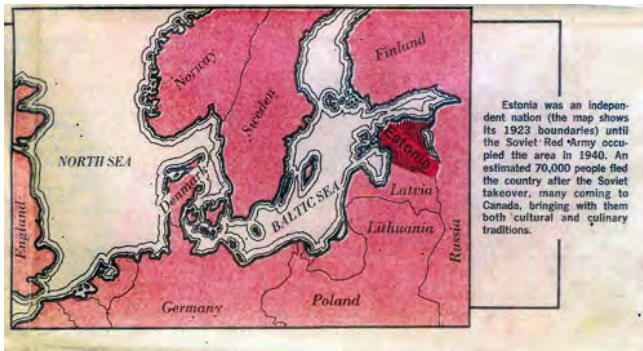 Norway
Finland
Sweden
Estonia
NORTH SEA
Denmark
BALTIC SEA
Latvia
Lithuania
England
Russia
Germany
Poland
Estonia was an indepen-
dent nation (the map shows
its 1923 boundaries) until
the Soviet Red Army occu-
pied the area in 1940. An
estimated 70,000 people fled
the country after the Soviet
takeover, many coming to
Canada, bringing with them
both cultural and culinary
traditions.